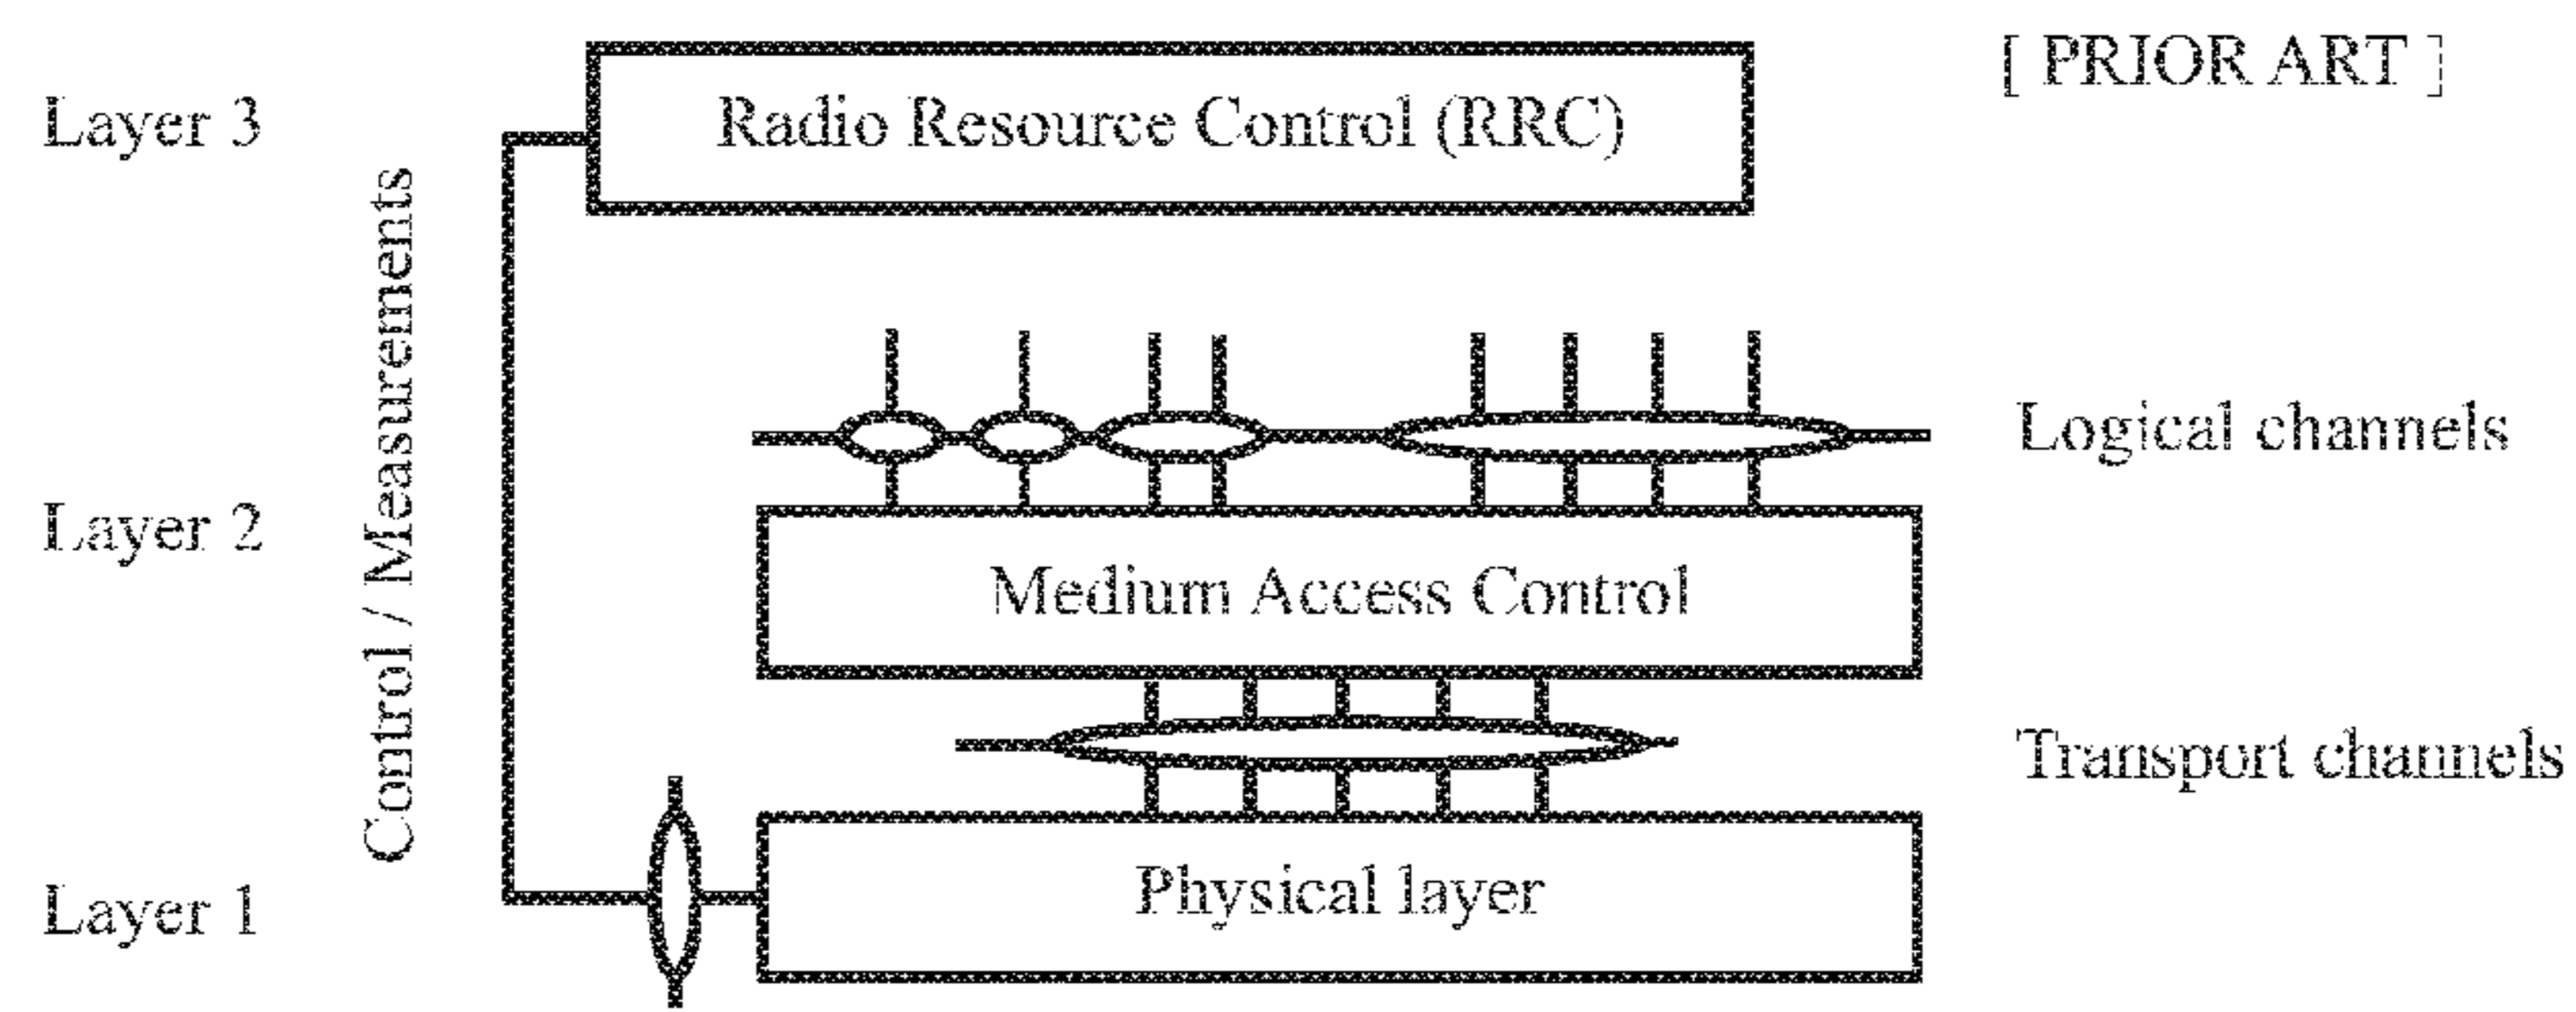 [ PRIOR ART ]
Layer 3
Radio Resource Control (RRC)
Control / Measurements
Logical channels
Layer 2
Medium Access Control
Transport channels
Layer 1
Physical layer